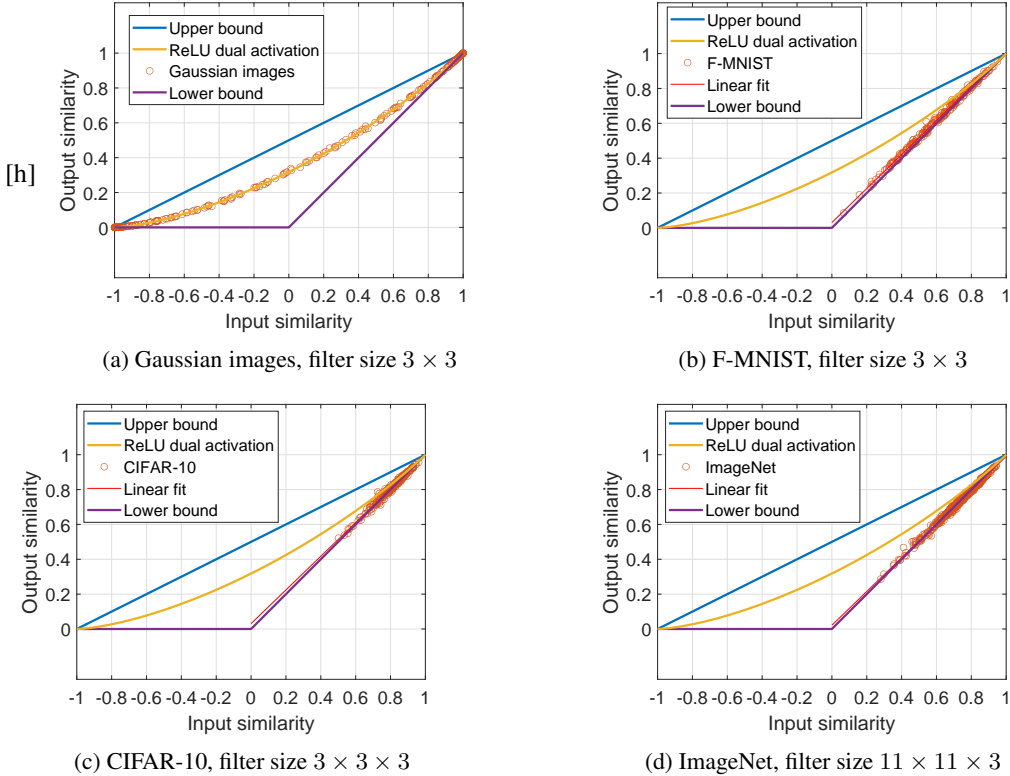 Upper bound
ReLU dual activation
Gaussian images
Lower bound
1
0.8
0.6
0.4
0.2
0
Output similarity
-1 -0.8 -0.6 -0.4 -0.2 0 0.2 0.4 0.6 0.8 1
Input similarity
(a) Gaussian images, filter size 3 × 3
Upper bound
ReLU dual activation
F-MNIST
Linear fit
Lower bound
1
0.8
0.6
0.4
0.2
0
Output similarity
-1 -0.8 -0.6 -0.4 -0.2 0 0.2 0.4 0.6 0.8 1
Input similarity
(b) F-MNIST, filter size 3 × 3
[h]
Upper bound
ReLU dual activation
CIFAR-10
Linear fit
Lower bound
1
0.8
0.6
0.4
0.2
0
Output similarity
-1 -0.8 -0.6 -0.4 -0.2 0 0.2 0.4 0.6 0.8 1
Input similarity
(c) CIFAR-10, filter size 3 × 3 × 3
Upper bound
ReLU dual activation
ImageNet
Linear fit
Lower bound
1
0.8
0.6
0.4
0.2
0
Output similarity
-1 -0.8 -0.6 -0.4 -0.2 0 0.2 0.4 0.6 0.8 1
Input similarity
(d) ImageNet, filter size 11 × 11 × 3